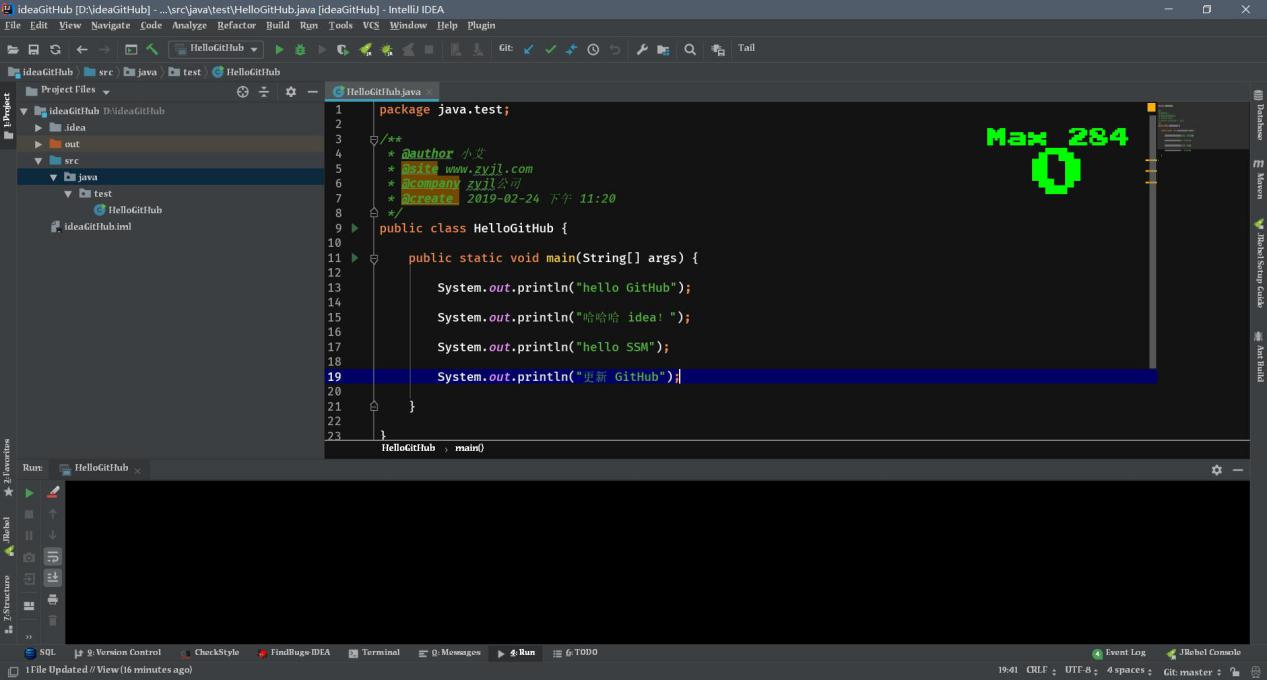 ideaGitHub [D:\ideaGitHub] - ...\src\java\test\HelloGitHub.java [ideaGitHub] - IntelliJ IDEA
File Edit View Navigate Code Analyze Refactor Build Run Tools VCS Window Help Plugin
HelloGitHub Git: Tail
ideaGitHub src java test HelloGitHub
1: Project
Project Files
ideaGitHub D:\ideaGitHub
.idea
out
src
java
test
HelloGitHub
ideaGitHub.iml
HelloGitHub.java
1 package java.test;
2
3 /**
4 * @author 小艾
5 * @site www.zyjl.com
6 * @company zyjl公司
7 * @create 2019-02-24 下午 11:20
8 */
9 public class HelloGitHub {
10
11 public static void main(String[] args) {
12
13 System.out.println("hello GitHub");
14
15 System.out.println("哈哈哈 idea! ");
16
17 System.out.println("hello SSM");
18
19 System.out.println("更新 GitHub");
20
21 }
22
23 }
HelloGitHub › main()
Max 284
0
Database
Maven
JRebel Setup Guide
Ant Build
2: Favorites
JRebel
7: Structure
Run: HelloGitHub
SQL 9: Version Control CheckStyle FindBugs-IDEA Terminal 0: Messages 4: Run 6: TODO 4 Event Log JRebel Console
1 File Updated // View (16 minutes ago) 19:41 CRLF UTF-8 4 spaces Git: master